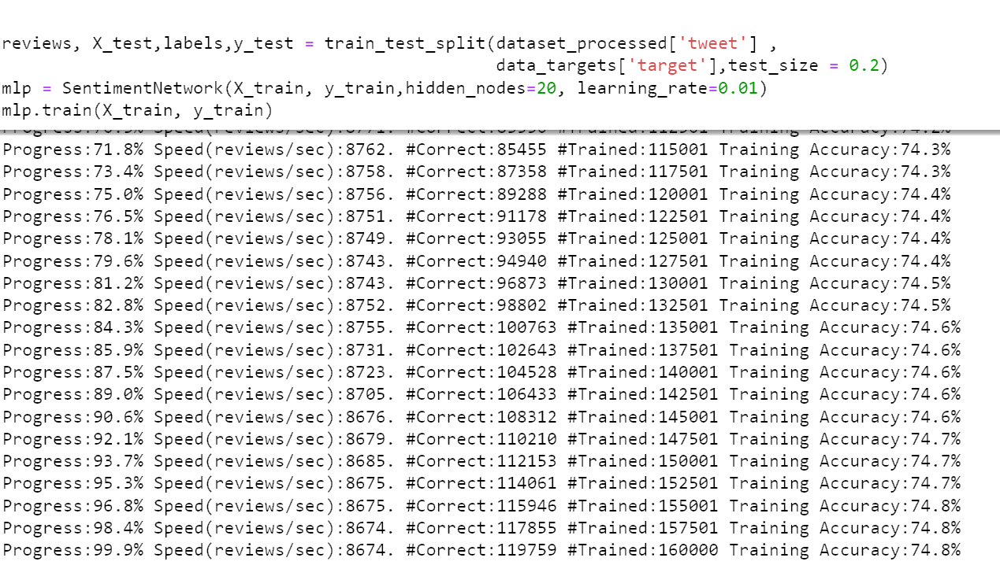 reviews, X_test,labels,y_test = train_test_split(dataset_processed['tweet'] ,
data_targets['target'],test_size = 0.2)
mlp = SentimentNetwork(X_train, y_train,hidden_nodes=20, learning_rate=0.01)
mlp.train(X_train, y_train)
Progress:71.8% Speed(reviews/sec):8762. #Correct:85455 #Trained:115001 Training Accuracy:74.3%
Progress:73.4% Speed(reviews/sec):8758. #Correct:87358 #Trained:117501 Training Accuracy:74.3%
Progress:75.0% Speed(reviews/sec):8756. #Correct:89288 #Trained:120001 Training Accuracy:74.4%
Progress:76.5% Speed(reviews/sec):8751. #Correct:91178 #Trained:122501 Training Accuracy:74.4%
Progress:78.1% Speed(reviews/sec):8749. #Correct:93055 #Trained:125001 Training Accuracy:74.4%
Progress:79.6% Speed(reviews/sec):8743. #Correct:94940 #Trained:127501 Training Accuracy:74.4%
Progress:81.2% Speed(reviews/sec):8743. #Correct:96873 #Trained:130001 Training Accuracy:74.5%
Progress:82.8% Speed(reviews/sec):8752. #Correct:98802 #Trained:132501 Training Accuracy:74.5%
Progress:84.3% Speed(reviews/sec):8755. #Correct:100763 #Trained:135001 Training Accuracy:74.6%
Progress:85.9% Speed(reviews/sec):8731. #Correct:102643 #Trained:137501 Training Accuracy:74.6%
Progress:87.5% Speed(reviews/sec):8723. #Correct:104528 #Trained:140001 Training Accuracy:74.6%
Progress:89.0% Speed(reviews/sec):8705. #Correct:106433 #Trained:142501 Training Accuracy:74.6%
Progress:90.6% Speed(reviews/sec):8676. #Correct:108312 #Trained:145001 Training Accuracy:74.6%
Progress:92.1% Speed(reviews/sec):8679. #Correct:110210 #Trained:147501 Training Accuracy:74.7%
Progress:93.7% Speed(reviews/sec):8685. #Correct:112153 #Trained:150001 Training Accuracy:74.7%
Progress:95.3% Speed(reviews/sec):8675. #Correct:114061 #Trained:152501 Training Accuracy:74.7%
Progress:96.8% Speed(reviews/sec):8675. #Correct:115946 #Trained:155001 Training Accuracy:74.8%
Progress:98.4% Speed(reviews/sec):8674. #Correct:117855 #Trained:157501 Training Accuracy:74.8%
Progress:99.9% Speed(reviews/sec):8674. #Correct:119759 #Trained:160000 Training Accuracy:74.8%